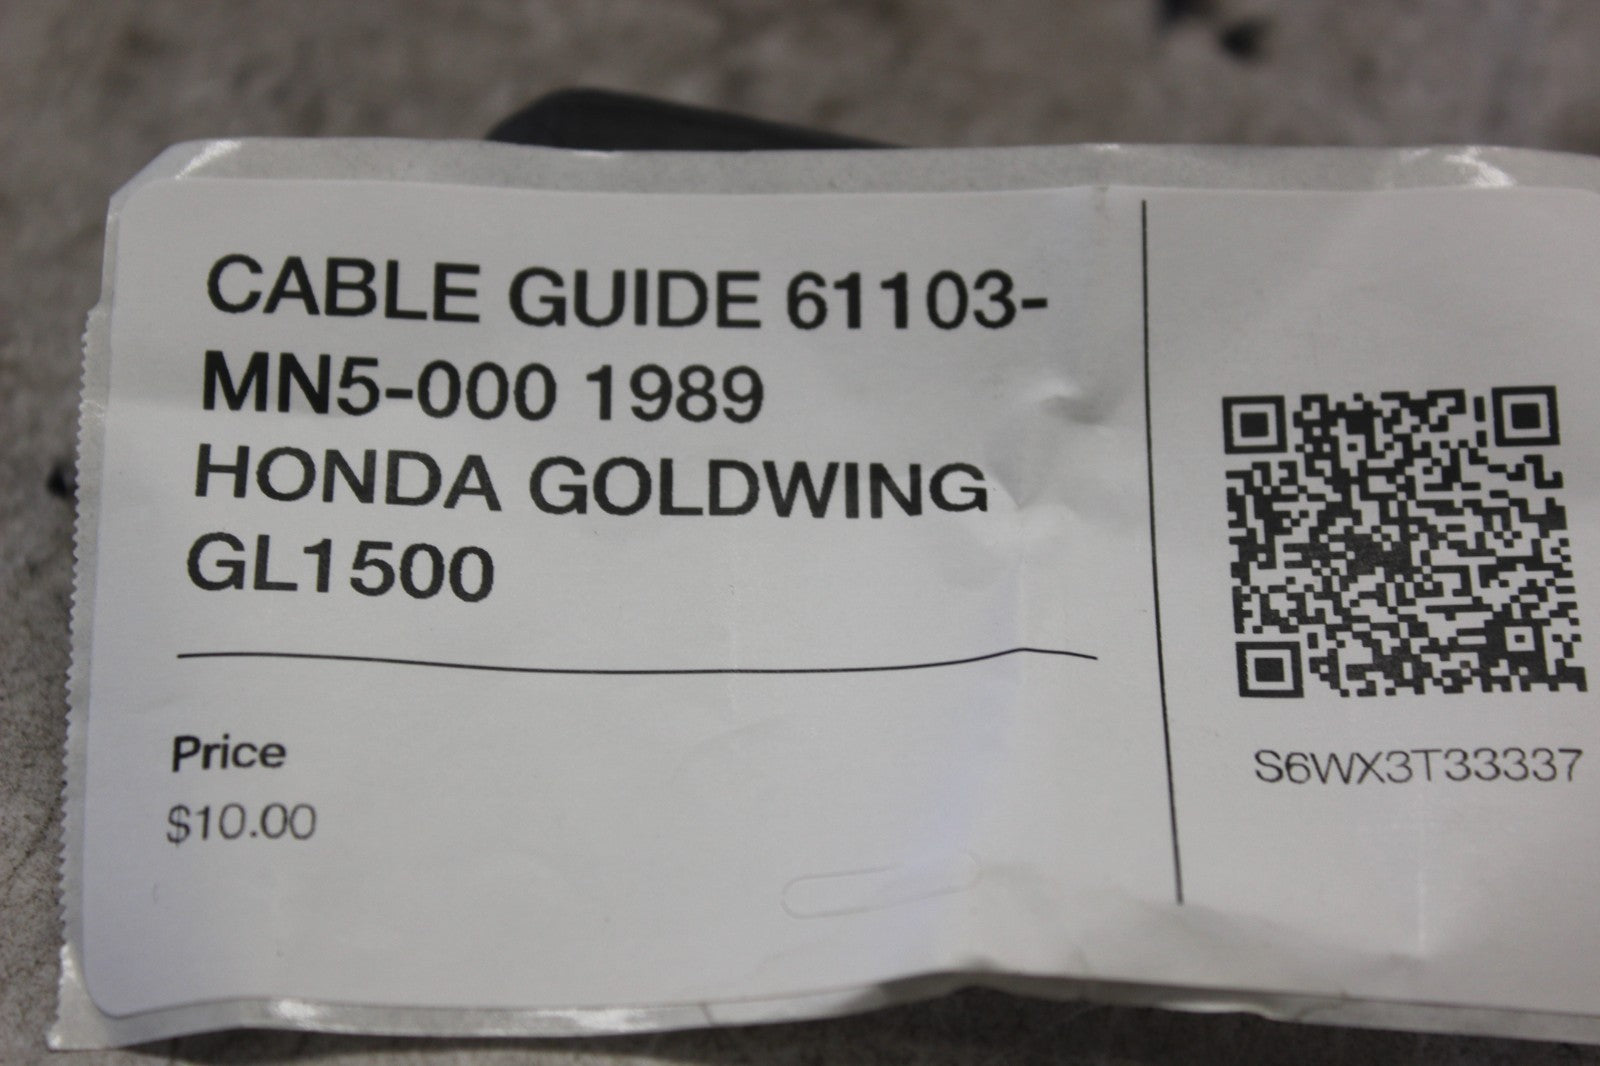 CABLE GUIDE 61103-
MN5-000 1989
HONDA GOLDWING
GL1500
Price
$10.00
S6WX3T33337